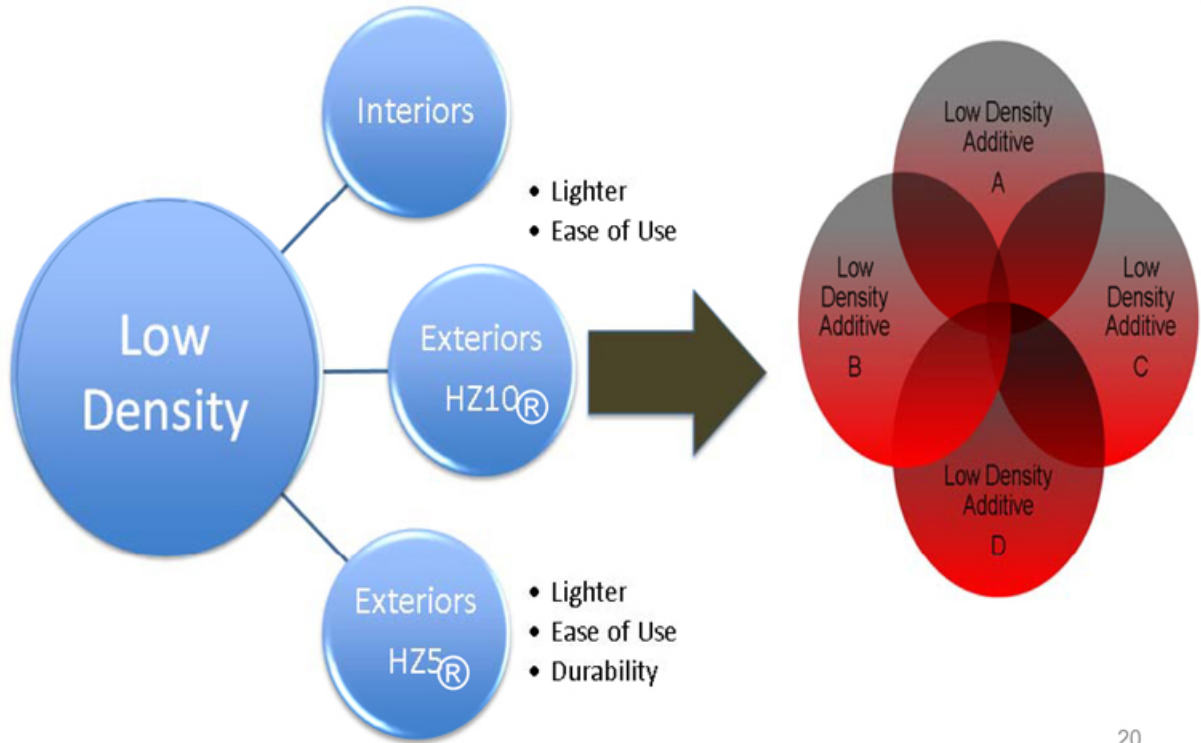 Low
Density
Interiors
• Lighter
• Ease of Use
Exteriors
HZ10®
Exteriors
HZ5®
• Lighter
• Ease of Use
• Durability
Low Density
Additive
A
Low
Density
Additive
B
Low
Density
Additive
C
Low Density
Additive
D
20